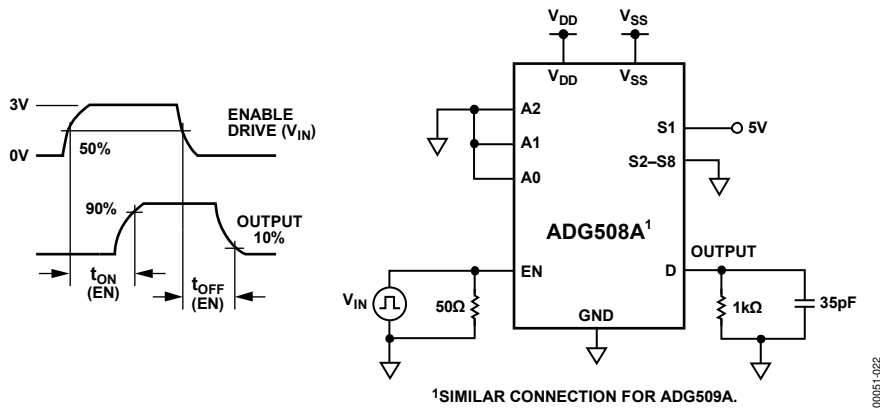 3V
0V
50%
ENABLE
DRIVE (VIN)
90%
OUTPUT
10%
tON
(EN)
tOFF
(EN)
VDD
VSS
VDD
VSS
A2
A1
A0
S1
5V
S2–S8
ADG508A1
OUTPUT
EN
D
VIN
50Ω
GND
1kΩ
35pF
1SIMILAR CONNECTION FOR ADG509A.
00051-022